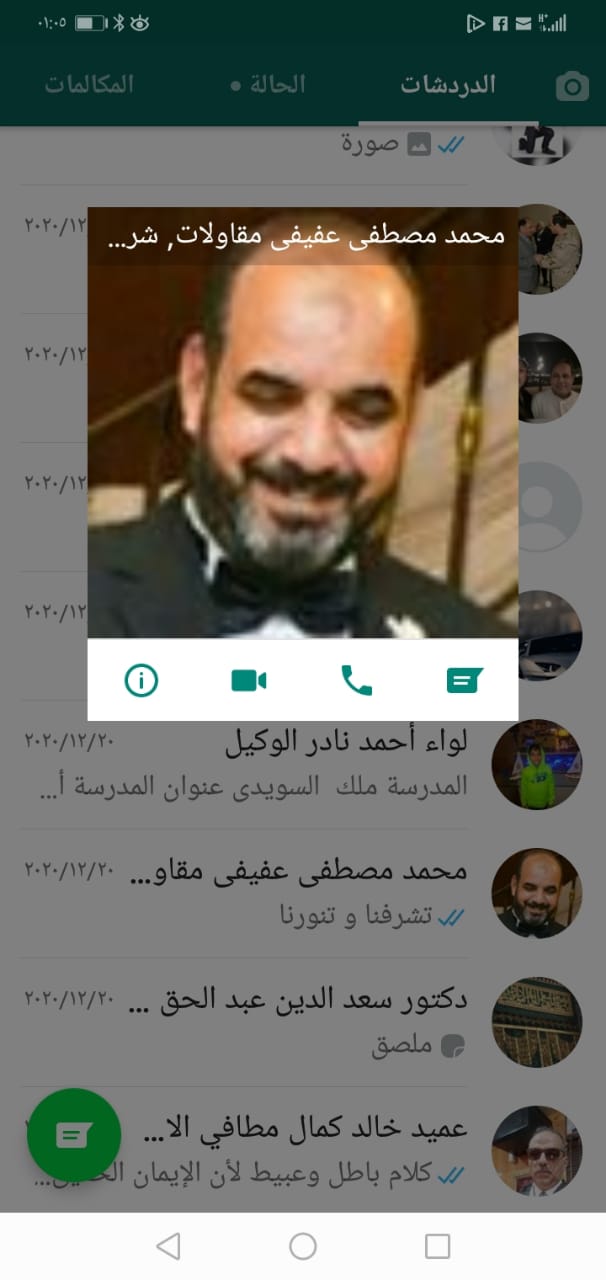 ٠١:٠٥
H+
الدردشات
الحالة
المكالمات
صورة
محمد مصطفى عفيفى مقاولات, شر...
٢٠٢٠/١٢
٢٠٢٠/١٢
٢٠٢٠/١٢
٢٠٢٠/١٢
لواء أحمد نادر الوكيل
٢٠٢٠/١٢/٢٠
المدرسة ملك السويدى عنوان المدرسة أ...
محمد مصطفى عفيفى مقاو...
٢٠٢٠/١٢/٢٠
تشرفنا و تنورنا
دكتور سعد الدين عبد الحق ...
٢٠٢٠/١٢/٢٠
ملصق
عميد خالد كمال مطافي الا...
كلام باطل وعبيط لأن الإيمان